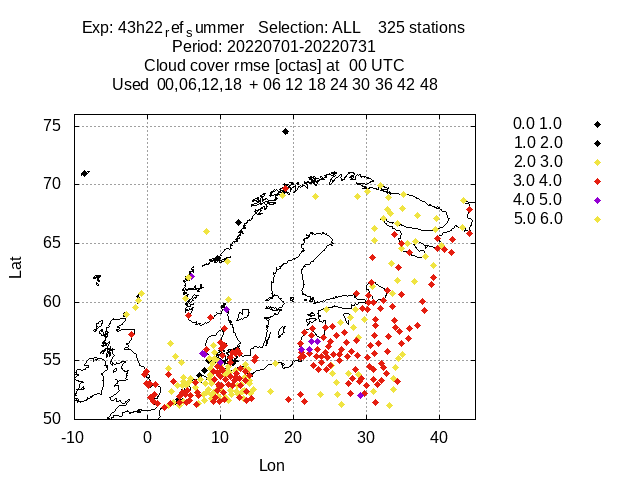 Exp: 43h22refsummer Selection: ALL 325 stations
Period: 20220701-20220731
Cloud cover rmse [octas] at 00 UTC
Used 00,06,12,18 + 06 12 18 24 30 36 42 48
75
70
65
60
55
50
Lat
-10 0 10 20 30 40
Lon
0.0 1.0
1.0 2.0
2.0 3.0
3.0 4.0
4.0 5.0
5.0 6.0